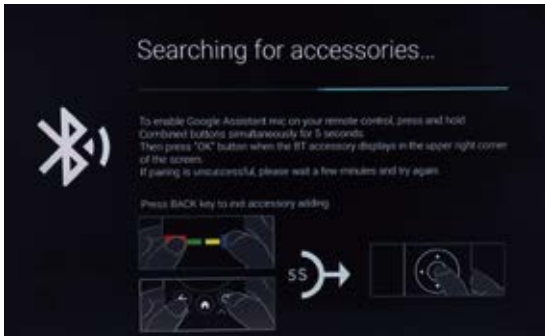 Searching for accessories...
To enable Google Assistant mic on your remote control, press and hold
Combined buttons simultaneously for 5 seconds.
Then press "OK" button when the BT accessory displays in the upper right corner
of the screen.
If pairing is unsuccessful, please wait a few minutes and try again.
Press BACK key to exit accessory adding.
5S